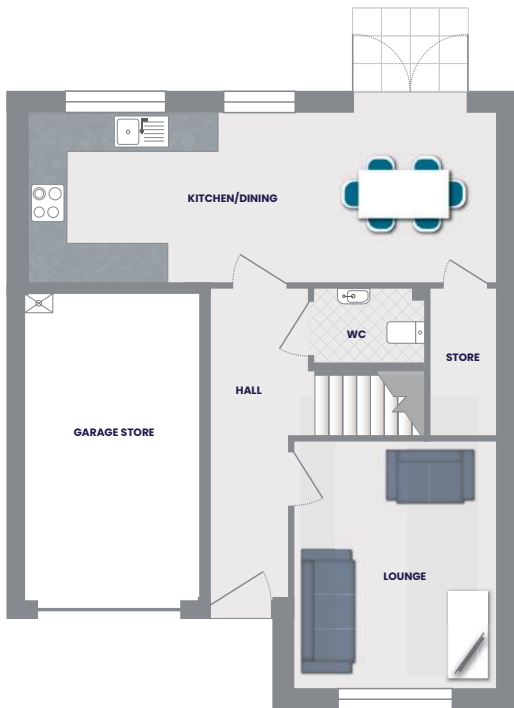 KITCHEN/DINING
WC
STORE
HALL
GARAGE STORE
LOUNGE